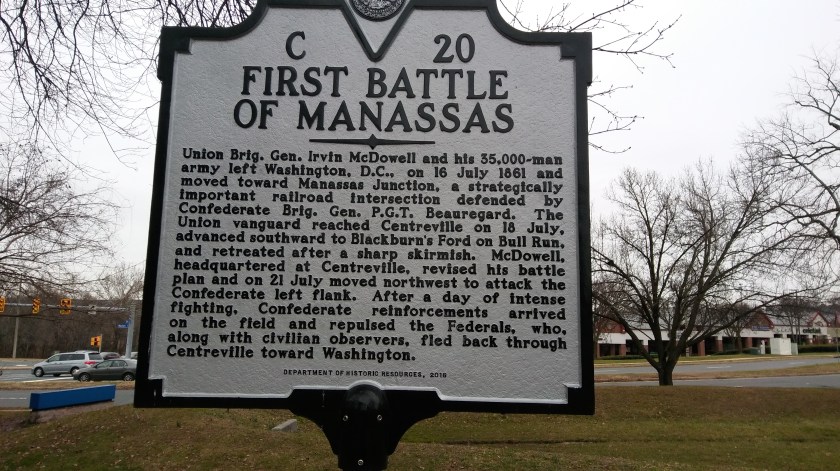 C 20
FIRST BATTLE
OF MANASSAS
Union Brig. Gen. Irvin McDowell and his 35,000-man
army left Washington, D.C., on 16 July 1861 and
moved toward Manassas Junction, a strategically
important railroad intersection defended by
Confederate Brig. Gen. P.G.T. Beauregard. The
Union vanguard reached Centreville on 18 July,
advanced southward to Blackburn's Ford on Bull Run,
and retreated after a sharp skirmish. McDowell,
headquartered at Centreville, revised his battle
plan and on 21 July moved northwest to attack the
Confederate left flank. After a day of intense
fighting, Confederate reinforcements arrived
on the field and repulsed the Federals, who,
along with civilian observers, fled back through
Centreville toward Washington.
DEPARTMENT OF HISTORIC RESOURCES, 2016